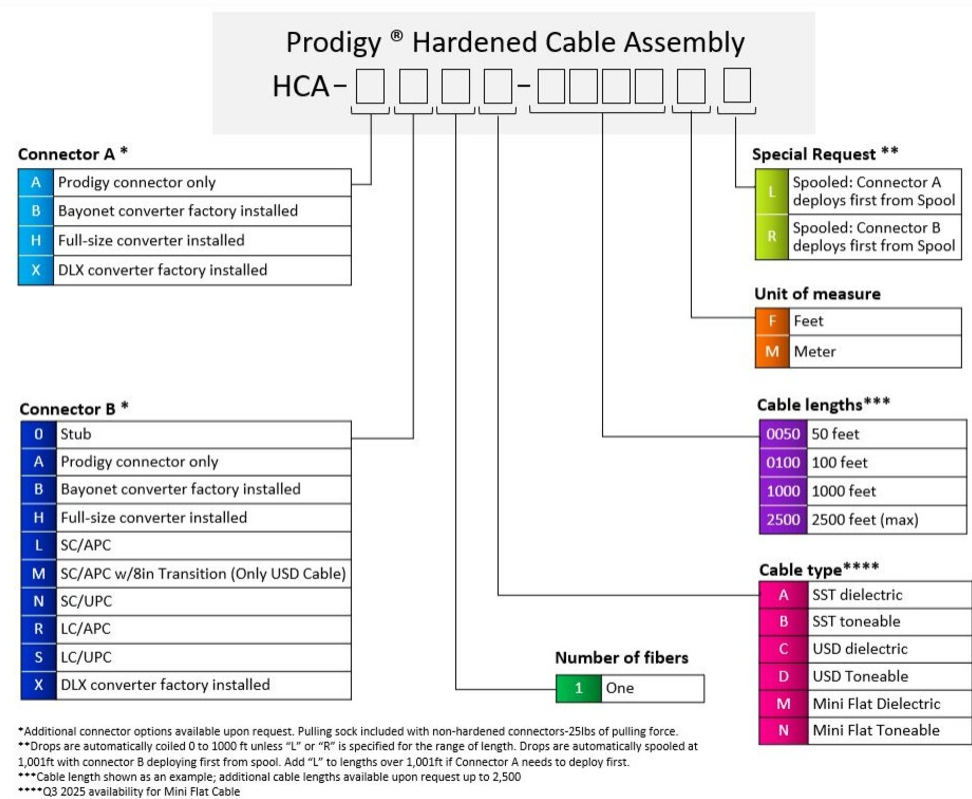 Prodigy ® Hardened Cable Assembly
HCA- -
Connector A *
A Prodigy connector only
B Bayonet converter factory installed
H Full-size converter installed
X DLX converter factory installed
Connector B *
0 Stub
A Prodigy connector only
B Bayonet converter factory installed
H Full-size converter installed
L SC/APC
M SC/APC w/8in Transition (Only USD Cable)
N SC/UPC
R LC/APC
S LC/UPC
X DLX converter factory installed
Number of fibers
1 One
Special Request **
L Spooled: Connector A
deploys first from Spool
R Spooled: Connector B
deploys first from Spool
Unit of measure
F Feet
M Meter
Cable lengths***
0050 50 feet
0100 100 feet
1000 1000 feet
2500 2500 feet (max)
Cable type****
A SST dielectric
B SST toneable
C USD dielectric
D USD Toneable
M Mini Flat Dielectric
N Mini Flat Toneable
*Additional connector options available upon request. Pulling sock included with non-hardened connectors-25lbs of pulling force.
**Drops are automatically coiled 0 to 1000 ft unless “L” or “R” is specified for the range of length. Drops are automatically spooled at
1,001ft with connector B deploying first from spool. Add “L” to lengths over 1,001ft if Connector A needs to deploy first.
***Cable length shown as an example; additional cable lengths available upon request up to 2,500
****Q3 2025 availability for Mini Flat Cable